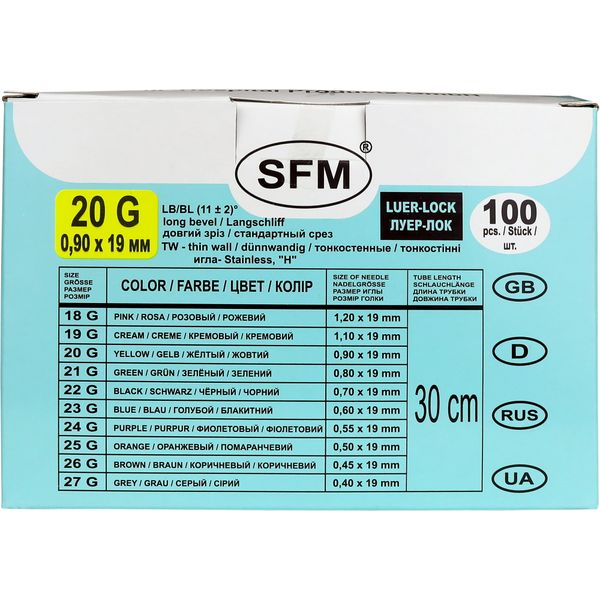 SFM®
20 G
0,90 x 19 мм
LB/BL (11 ± 2)°
long bevel / Langschliff
довгий зріз / стандартный срез
TW - thin wall / dünnwandig / тонкостенные / тонкостінні
игла- Stainless, "H"
LUER-LOCK
ЛУЕР-ЛОК
100
pcs. / Stück /
шт.
SIZE
GRÖSSE
РАЗМЕР
РОЗМІР
COLOR / FARBE / ЦВЕТ / КОЛІР
SIZE OF NEEDLE
NADELGRÖSSE
РАЗМЕР ИГЛЫ
РОЗМІР ГОЛКИ
TUBE LENGTH
SCHLAUCHLÄNGE
ДЛИНА ТРУБКИ
ДОВЖИНА ТРУБКИ
18 G PINK / ROSA / РОЗОВЫЙ / РОЖЕВИЙ 1,20 x 19 mm
19 G CREAM / CREME / КРЕМОВЫЙ / КРЕМОВИЙ 1,10 x 19 mm
20 G YELLOW / GELB / ЖЁЛТЫЙ / ЖОВТИЙ 0,90 x 19 mm
21 G GREEN / GRÜN / ЗЕЛЁНЫЙ / ЗЕЛЕНИЙ 0,80 x 19 mm
22 G BLACK / SCHWARZ / ЧЁРНЫЙ / ЧОРНИЙ 0,70 x 19 mm
23 G BLUE / BLAU / ГОЛУБОЙ / БЛАКИТНИЙ 0,60 x 19 mm
24 G PURPLE / PURPUR / ФИОЛЕТОВЫЙ / ФІОЛЕТОВИЙ 0,55 x 19 mm
25 G ORANGE / ОРАНЖЕВЫЙ / ПОМАРАНЧЕВИЙ 0,50 x 19 mm
26 G BROWN / BRAUN / КОРИЧНЕВЫЙ / КОРИЧНЕВИЙ 0,45 x 19 mm
27 G GREY / GRAU / СЕРЫЙ / СІРИЙ 0,40 x 19 mm
30 cm
GB
D
RUS
UA